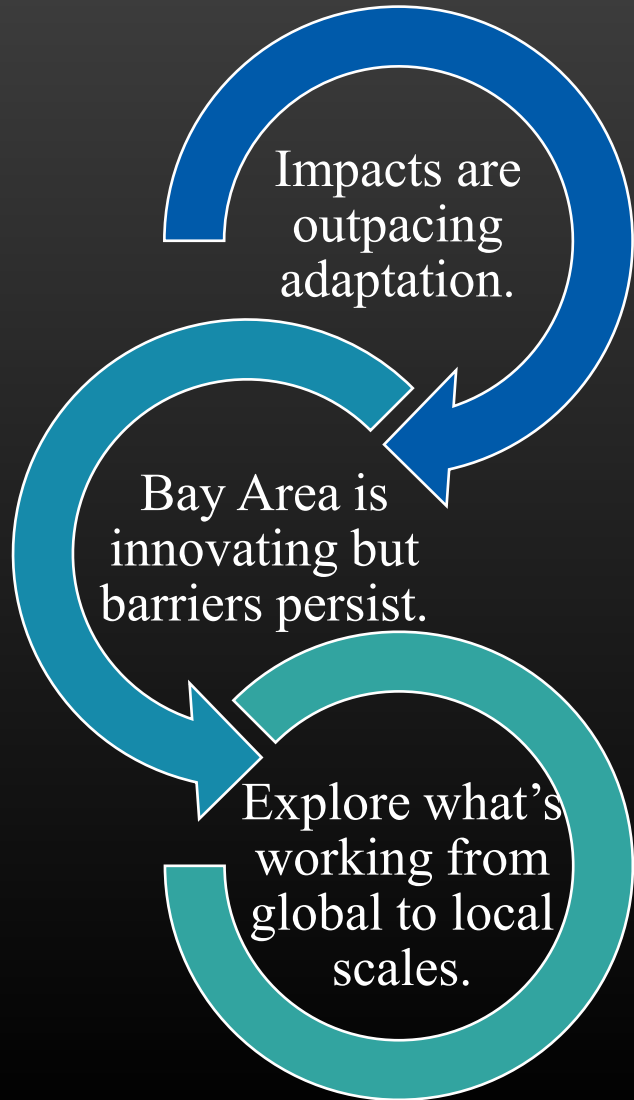 Impacts are
outpacing
adaptation.
Bay Area is
innovating but
barriers persist.
Explore what’s
working from
global to local
scales.